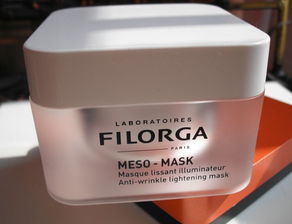 LABORATOIRES
FILORGA
PARIS
MESO - MASK
Masque lissant illuminateur
Anti-wrinkle lightening mask